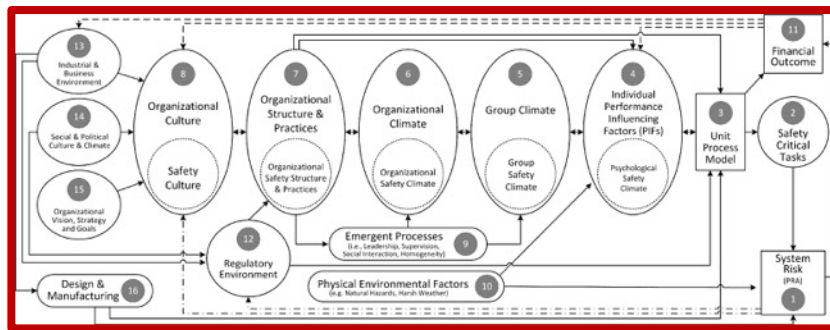 13
Industrial &
Business
Environment
14
Social & Political
Culture & Climate
15
Organizational
Vision, Strategy
and Goals
Design &
Manufacturing
16
8
Organizational
Culture
Safety
Culture
7
Organizational
Structure &
Practices
Organizational
Safety Structure
& Practices
12
Regulatory
Environment
6
Organizational
Climate
Organizational
Safety Climate
Emergent Processes
(i.e., Leadership, Supervision,
Social Interaction, Homogeneity)
9
5
Group Climate
Group
Safety
Climate
Physical Environmental Factors
(e.g. Natural Hazards, Harsh Weather)
10
4
Individual
Performance
Influencing
Factors (PIFs)
Psychological
Safety
Climate
3
Unit
Process
Model
11
Financial
Outcome
2
Safety
Critical
Tasks
System
Risk
(PRA)
1